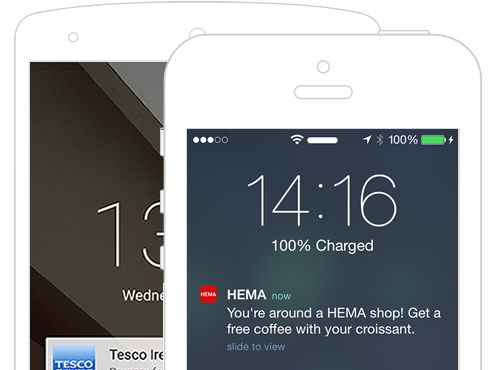 100%
14:16
100% Charged
HEMA
HEMA now
You're around a HEMA shop! Get a
free coffee with your croissant.
slide to view
13
Wedne
TESCO
Tesco Ire